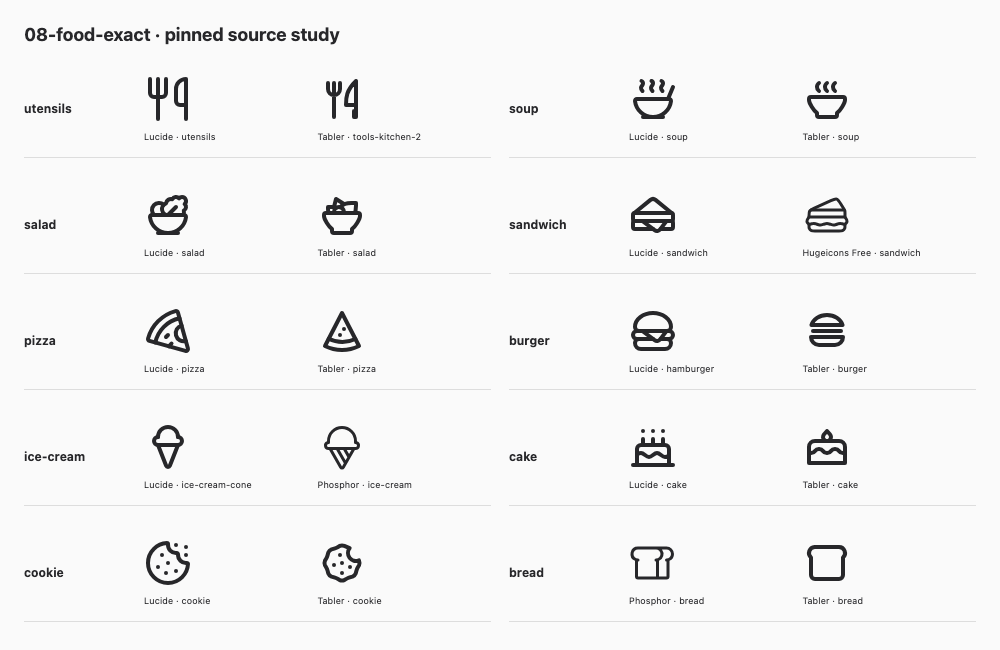 08-food-exact · pinned source study
utensils
Lucide · utensils
Tabler · tools-kitchen-2
soup
Lucide · soup
Tabler · soup
salad
Lucide · salad
Tabler · salad
sandwich
Lucide · sandwich
Hugeicons Free · sandwich
pizza
Lucide · pizza
Tabler · pizza
burger
Lucide · hamburger
Tabler · burger
ice-cream
Lucide · ice-cream-cone
Phosphor · ice-cream
cake
Lucide · cake
Tabler · cake
cookie
Lucide · cookie
Tabler · cookie
bread
Phosphor · bread
Tabler · bread